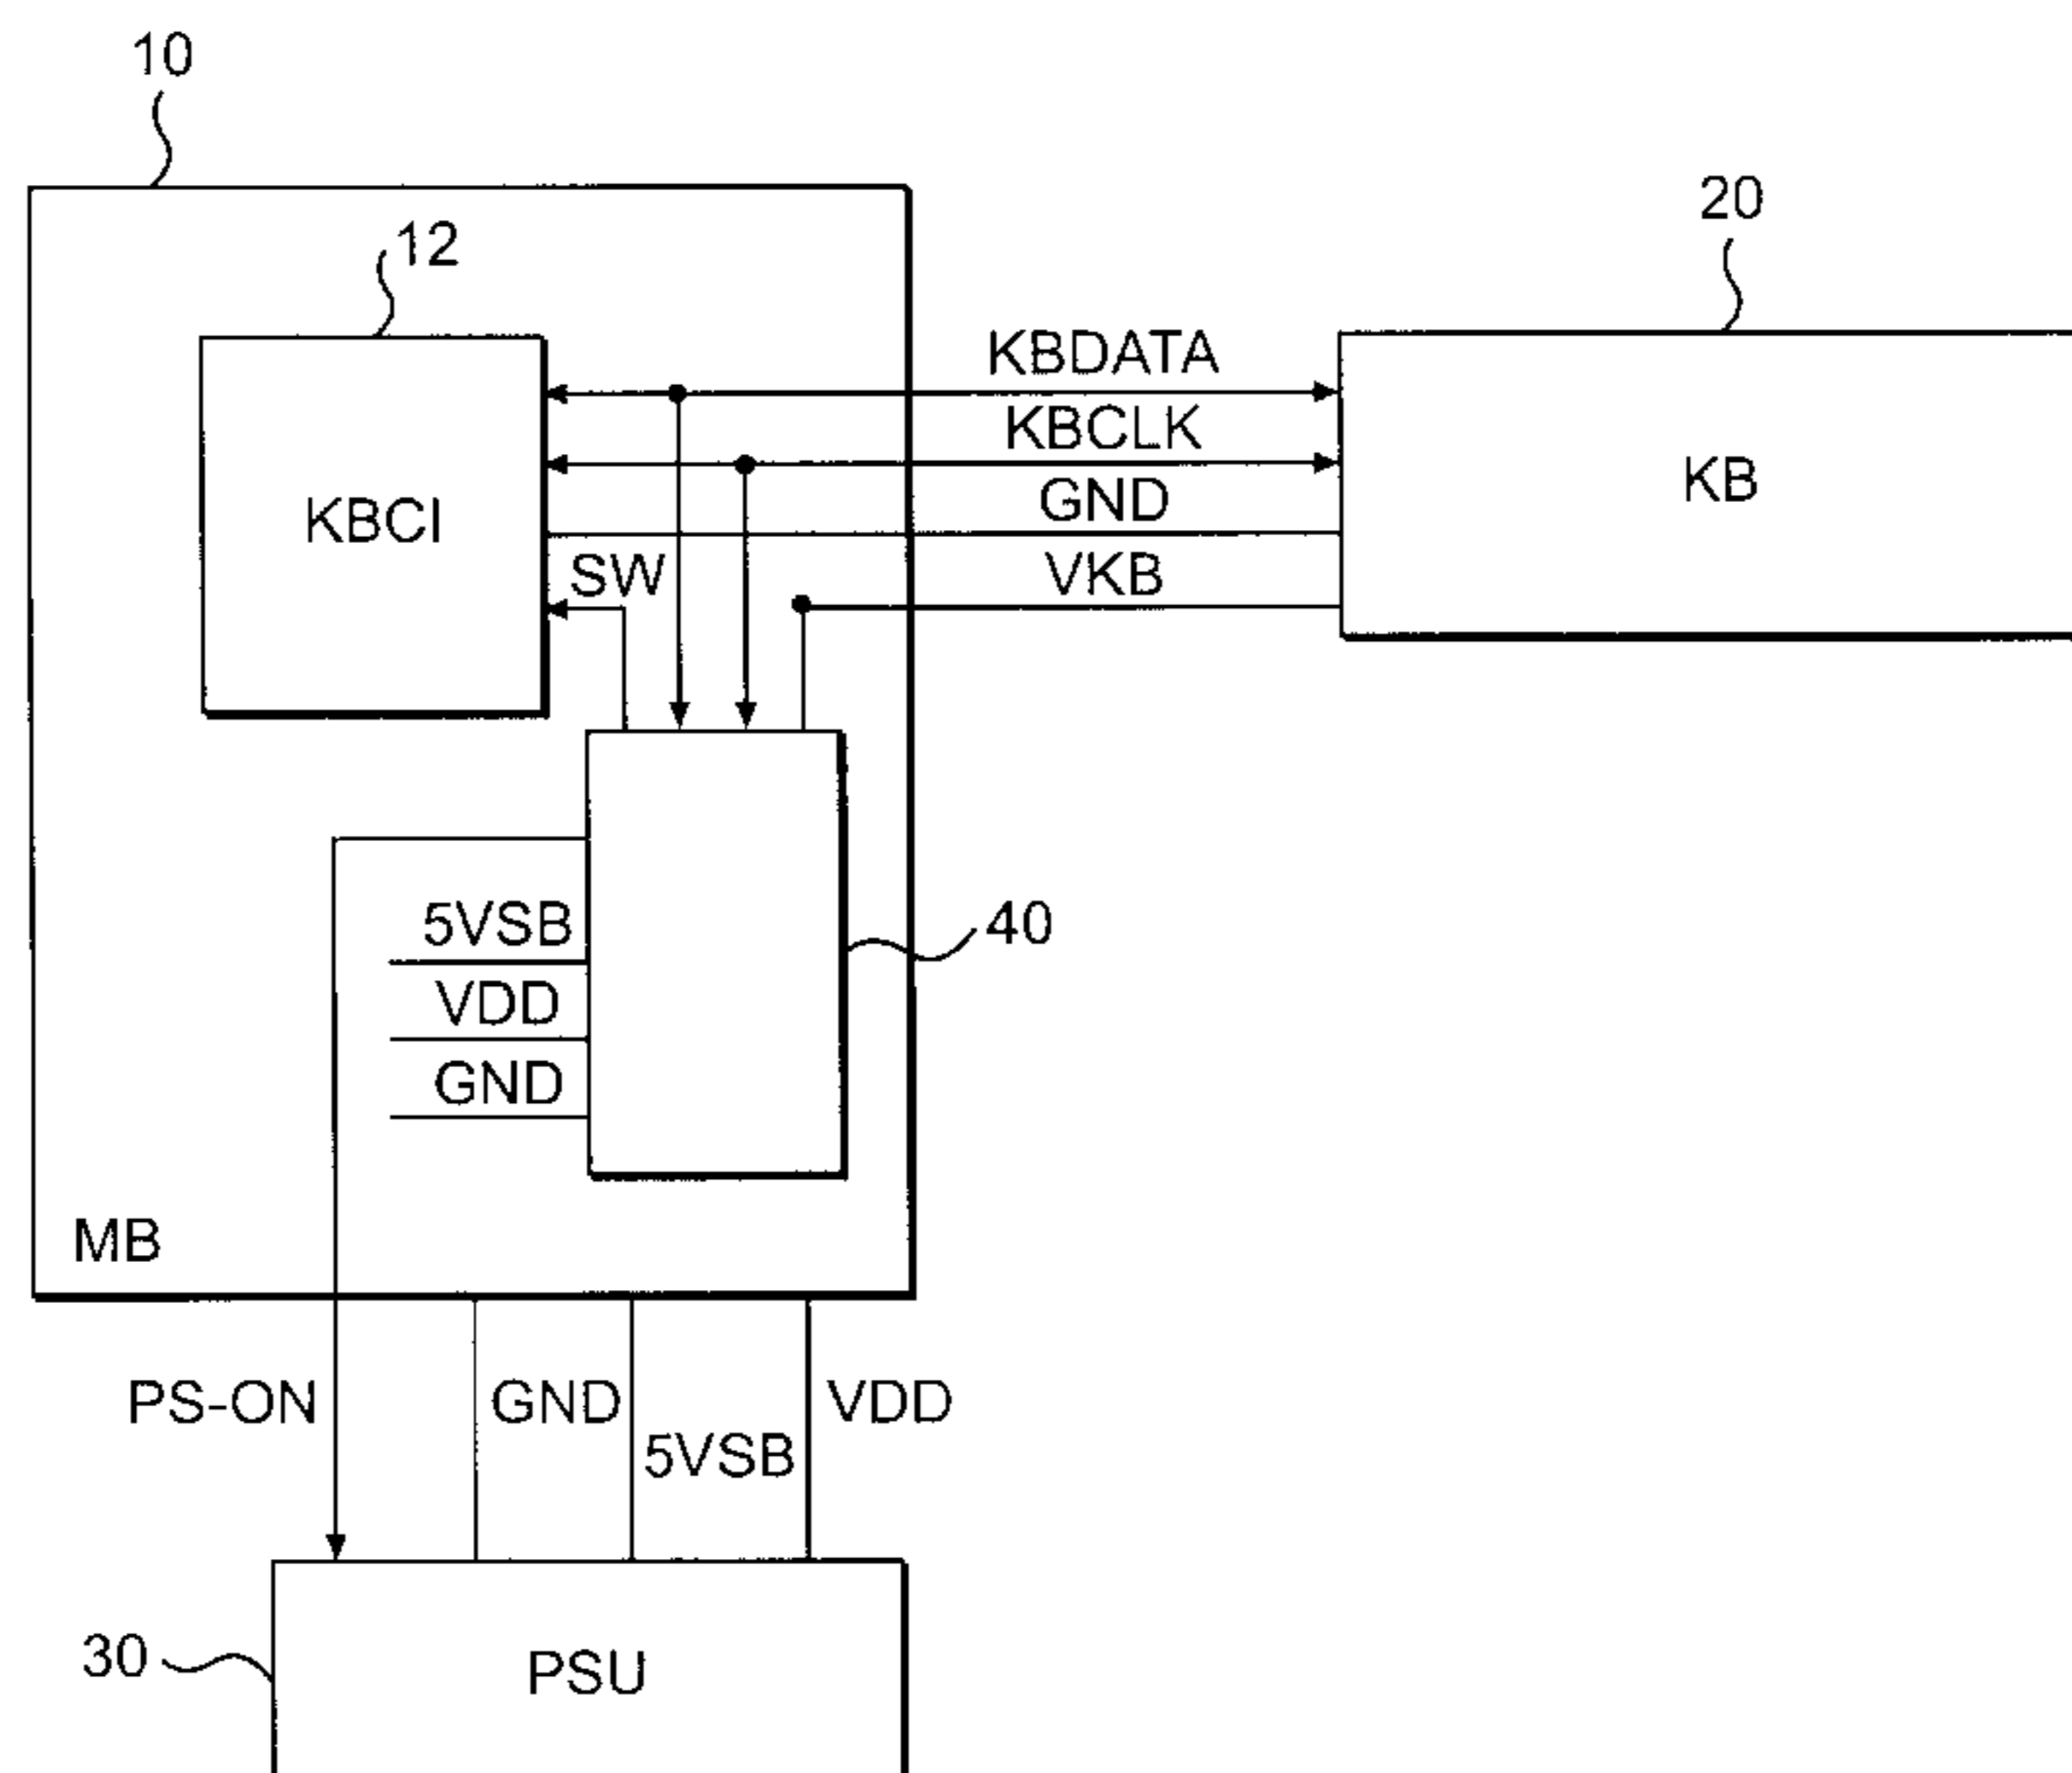 10
12
20
KBDATA
KBCLK
KB
KBCI
GND
SW
VKB
5VSB
40
VDD
GND
MB
PS-ON
GND
VDD
5VSB
30
PSU